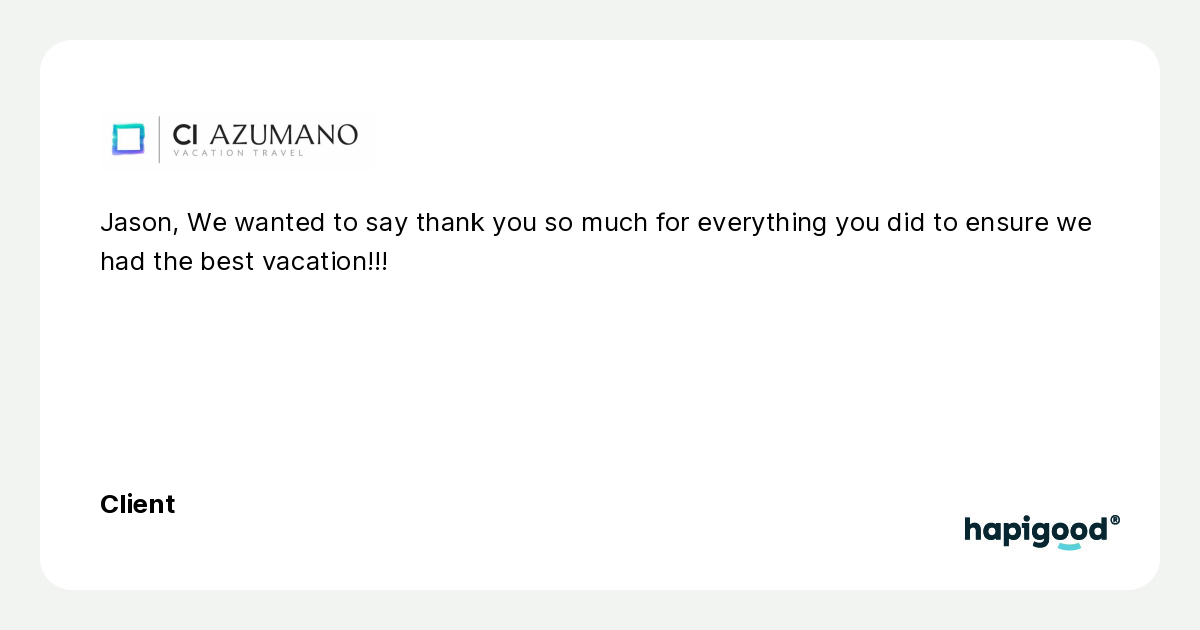 CI AZUMANO
VACATION TRAVEL
Jason, We wanted to say thank you so much for everything you did to ensure we
had the best vacation!!!
Client
hapigood®